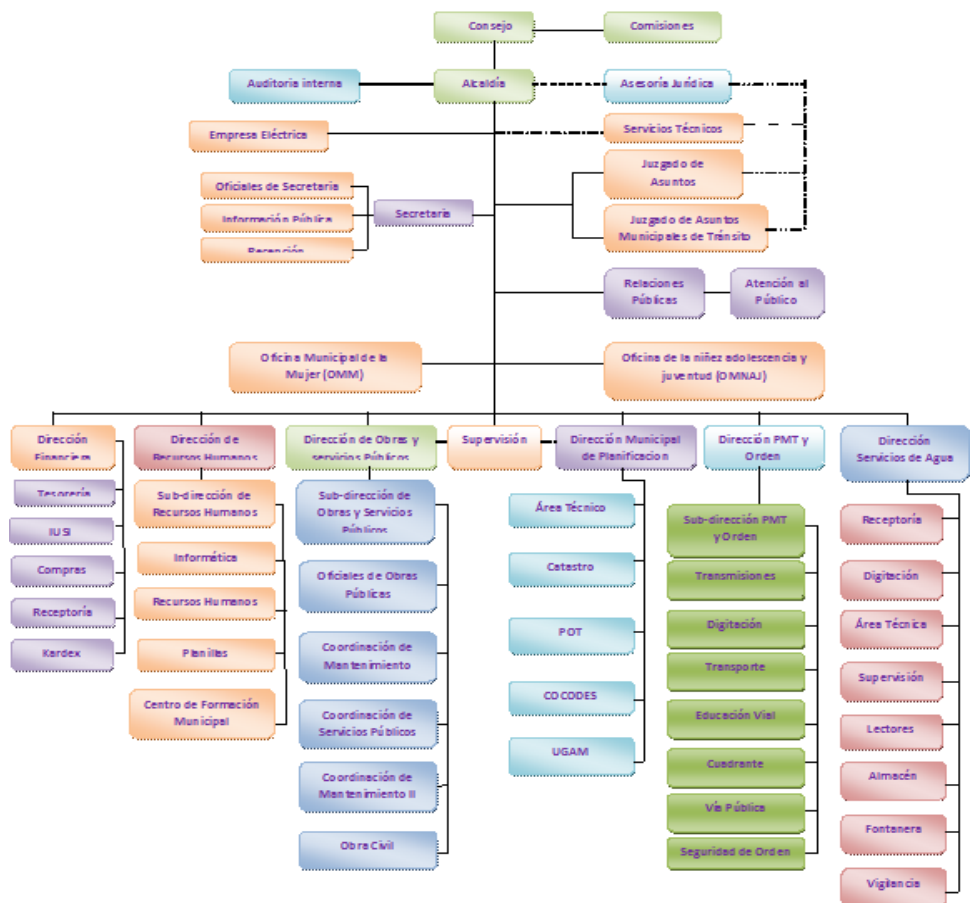 Consejo
Comisiones
Auditoria interna
Alcaldía
Asesoría Jurídica
Empresa Eléctrica
Servicios Técnicos
Juzgado de
Asuntos
Oficiales de Secretaria
Información Pública
Recepción
Secretaria
Juzgado de Asuntos
Municipales de Tránsito
Relaciones
Públicas
Atención al
Público
Oficina Municipal de la
Mujer (OMM)
Oficina de la niñez adolescencia y
juventud (OMNAJ)
Dirección
Financiera
Tesorería
IUSI
Compras
Receptoría
Kardex
Dirección de
Recursos Humanos
Sub-dirección de
Recursos Humanos
Informática
Recursos Humanos
Planillas
Centro de Formación
Municipal
Dirección de Obras y
servicios Públicos
Sub-dirección de
Obras y Servicios
Públicos
Oficiales de Obras
Públicas
Coordinación de
Mantenimiento
Coordinación de
Servicios Públicos
Coordinación de
Mantenimiento II
Obra Civil
Supervisión
Dirección Municipal
de Planificacion
Área Técnico
Catastro
POT
COCODES
UGAM
Dirección PMT y
Orden
Sub-dirección PMT
y Orden
Transmisiones
Digitación
Transporte
Educación Vial
Cuadrante
Vía Pública
Seguridad de Orden
Dirección
Servicios de Agua
Receptoría
Digitación
Área Técnica
Supervisión
Lectores
Almacén
Fontanera
Vigilancia